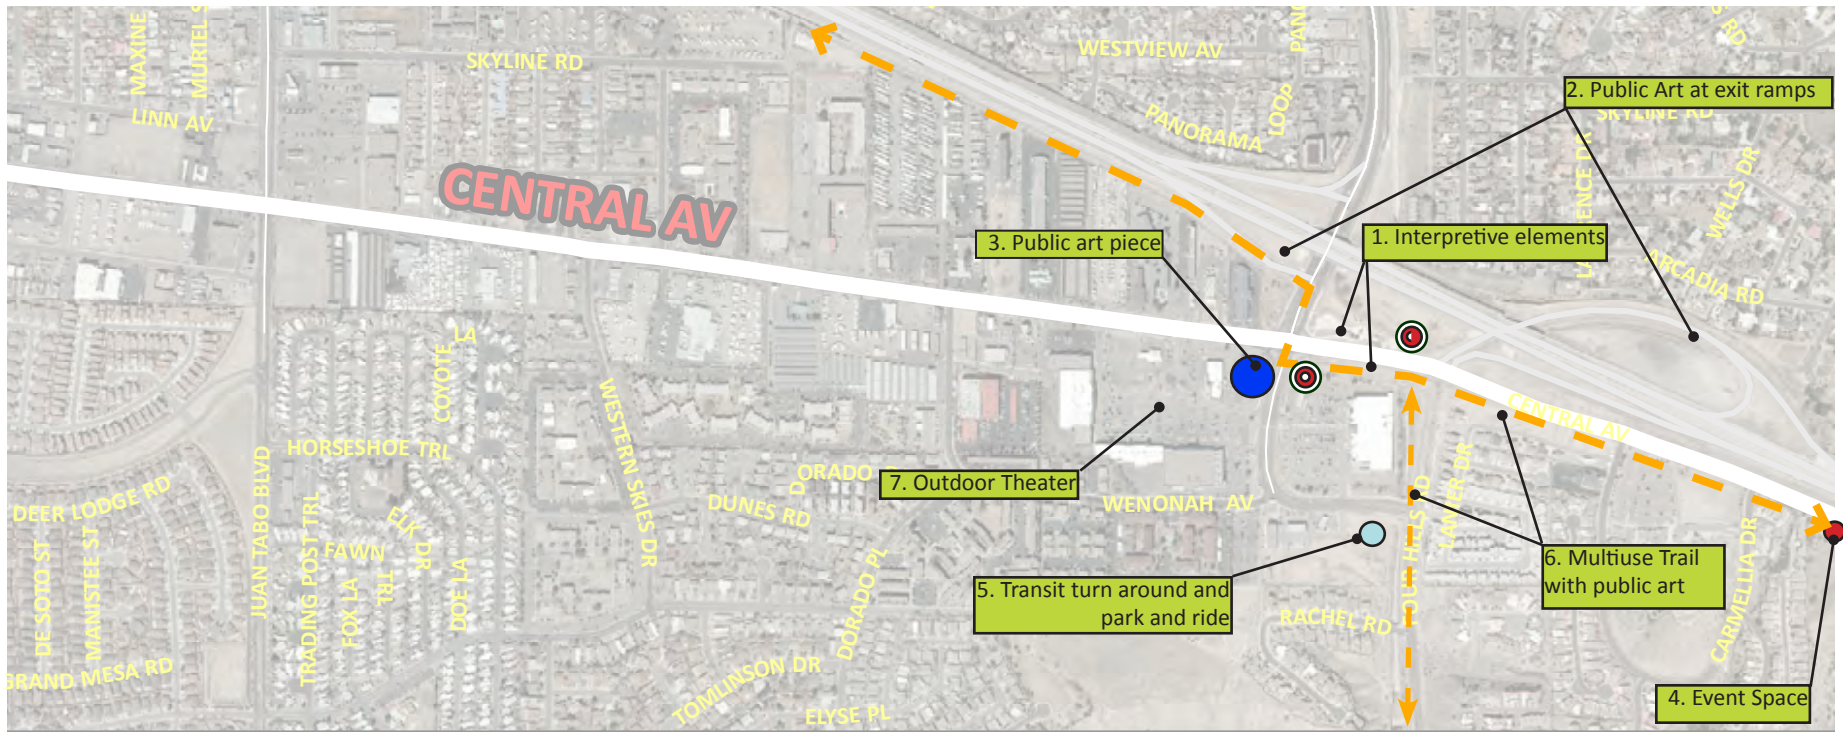 MAXINE
MURIEL S
LINN AV
SKYLINE RD
WESTVIEW AV
PANO
S RD
PANORMA
LOOP
2. Public Art at exit ramps
SKYLINE RD
WELLS DR
ARCADIA RD
CENTRAL AV
3. Public art piece
1. Interpretive elements
LA
COYOTE
WESTERN SKIES DR
HORSESHOE TRL
JUAN TABO BLVD
DEER LODGE RD
DE SOTO ST
MANISTEE ST
GRAND MESA RD
TRADING POST TRL
ELK DR
FAWN
TRL
FOX LA
DOE LA
DUNES RD
DORADO PL
TOMLINSON DR
ELYSE PL
7. Outdoor Theater
WENONAH AV
CENTRAL AV
5. Transit turn around and
park and ride
RACHEL RD
6. Multiuse Trail
with public art
CARMELLIA DR
4. Event Space